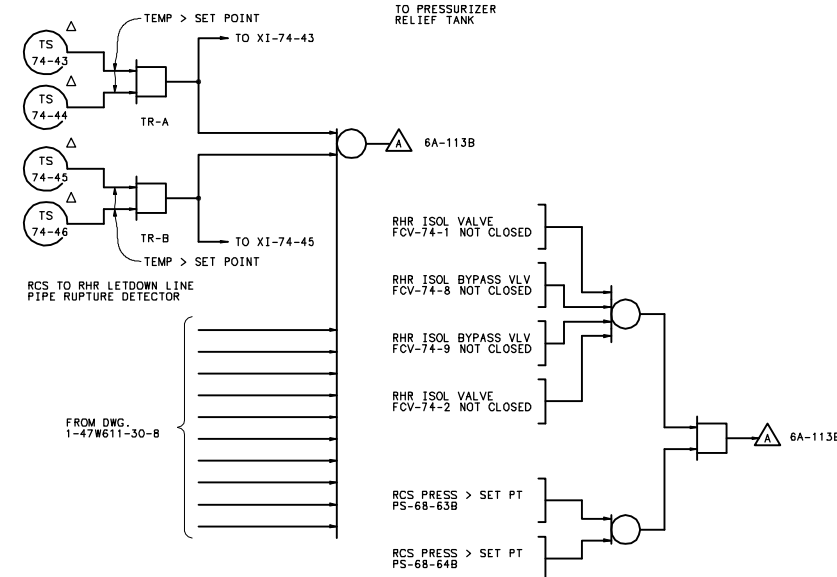 TO PRESSURIZER
RELIEF TANK
TEMP > SET POINT
TS
74-43
TO XI-74-43
TS
74-44
TR-A
A
6A-113B
TS
74-45
TS
74-46
TR-B
TO XI-74-45
TEMP > SET POINT
RCS TO RHR LETDOWN LINE
PIPE RUPTURE DETECTOR
FROM DWG.
1-47W611-30-8
RHR ISOL VALVE
FCV-74-1 NOT CLOSED
RHR ISOL BYPASS VLV
FCV-74-8 NOT CLOSED
RHR ISOL BYPASS VLV
FCV-74-9 NOT CLOSED
RHR ISOL VALVE
FCV-74-2 NOT CLOSED
A
RCS PRESS > SET PT
PS-68-63B
RCS PRESS > SET PT
PS-68-64B